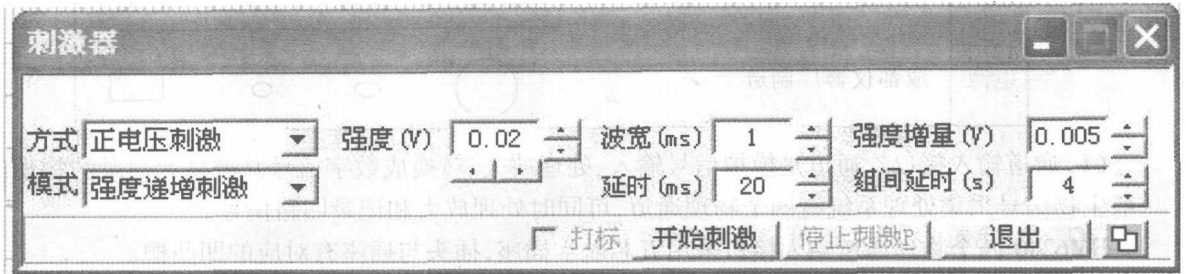 刺激器
方式 正电压刺激 强度(V) 0.02 波宽(ms) 1 强度增量(V) 0.005
模式 强度递增刺激 延时(ms) 20 组间延时(s) 4
打标 开始刺激 停止刺激 退出